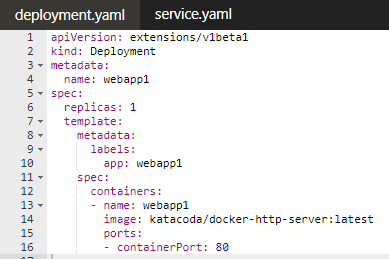 deployment.yaml service.yaml
1 apiVersion: extensions/v1beta1
2 kind: Deployment
3 metadata:
4   name: webapp1
5 spec:
6   replicas: 1
7   template:
8     metadata:
9       labels:
10         app: webapp1
11     spec:
12       containers:
13       - name: webapp1
14         image: katacoda/docker-http-server:latest
15         ports:
16         - containerPort: 80